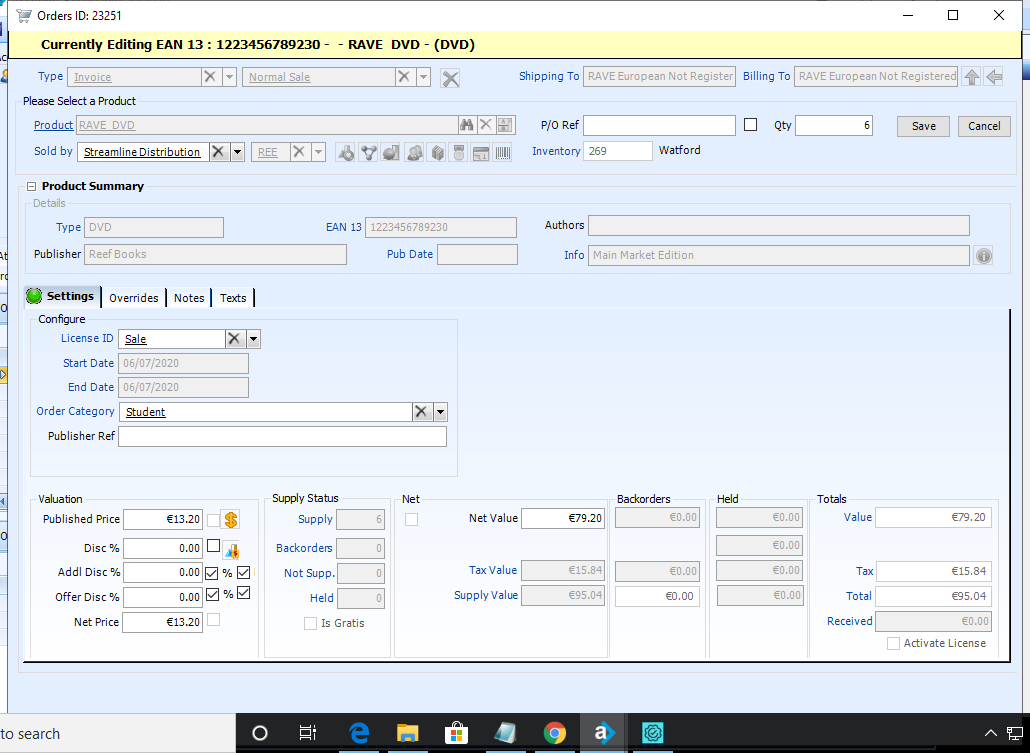 Orders ID: 23251
Currently Editing EAN 13 : 1223456789230 -  - RAVE  DVD - (DVD)
Type Invoice Normal Sale Shipping To RAVE European Not Register Billing To RAVE European Not Registered
Please Select a Product
Product RAVE  DVD P/O Ref Qty 6 Save Cancel
Sold by Streamline Distribution REE Inventory 269 Watford
Product Summary
Details
Type DVD EAN 13 1223456789230 Authors
Publisher Reef Books Pub Date Info Main Market Edition
Settings Overrides Notes Texts
Configure
License ID Sale
Start Date 06/07/2020
End Date 06/07/2020
Order Category Student
Publisher Ref
Valuation Supply Status Net Backorders Held Totals
Published Price €13.20 Supply 6 Net Value €79.20 €0.00 €0.00 Value €79.20
Disc % 0.00 Backorders 0 €0.00
Addl Disc % 0.00 % Not Supp. 0 Tax Value €15.84 €0.00 €0.00 Tax €15.84
Offer Disc % 0.00 % Held 0 Supply Value €95.04 €0.00 €0.00 Total €95.04
Net Price €13.20 Is Gratis Received €0.00
Activate License
to search